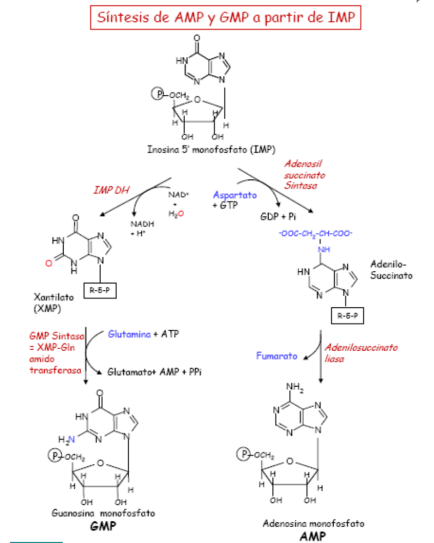 Síntesis de AMP y GMP a partir de IMP
O
HN
N
N
N
P-OCH₂
O
H H
H H
OH OH
Inosina 5' monofosfato (IMP)
IMP DH
NAD⁺
+
H₂O
NADH
+ H⁺
Aspartato
+ GTP
Adenosil
succinato
Sintasa
GDP + Pi
O
HN
N
O
N
H
N
R-5-P
Xantilato
(XMP)
⁻OOC-CH₂-CH-COO⁻
NH
HN
N
N
N
R-5-P
Adenilo-
Succinato
GMP Sintasa
= XMP-Gln
amido
transferasa
Glutamina + ATP
Glutamato+ AMP + PPi
Fumarato
Adenilosuccinato
liasa
O
HN
N
H₂N
N
N
P-OCH₂
O
H H
H H
OH OH
Guanosina monofosfato
GMP
NH₂
N
N
N
N
P-OCH₂
O
H H
H H
OH OH
Adenosina monofosfato
AMP